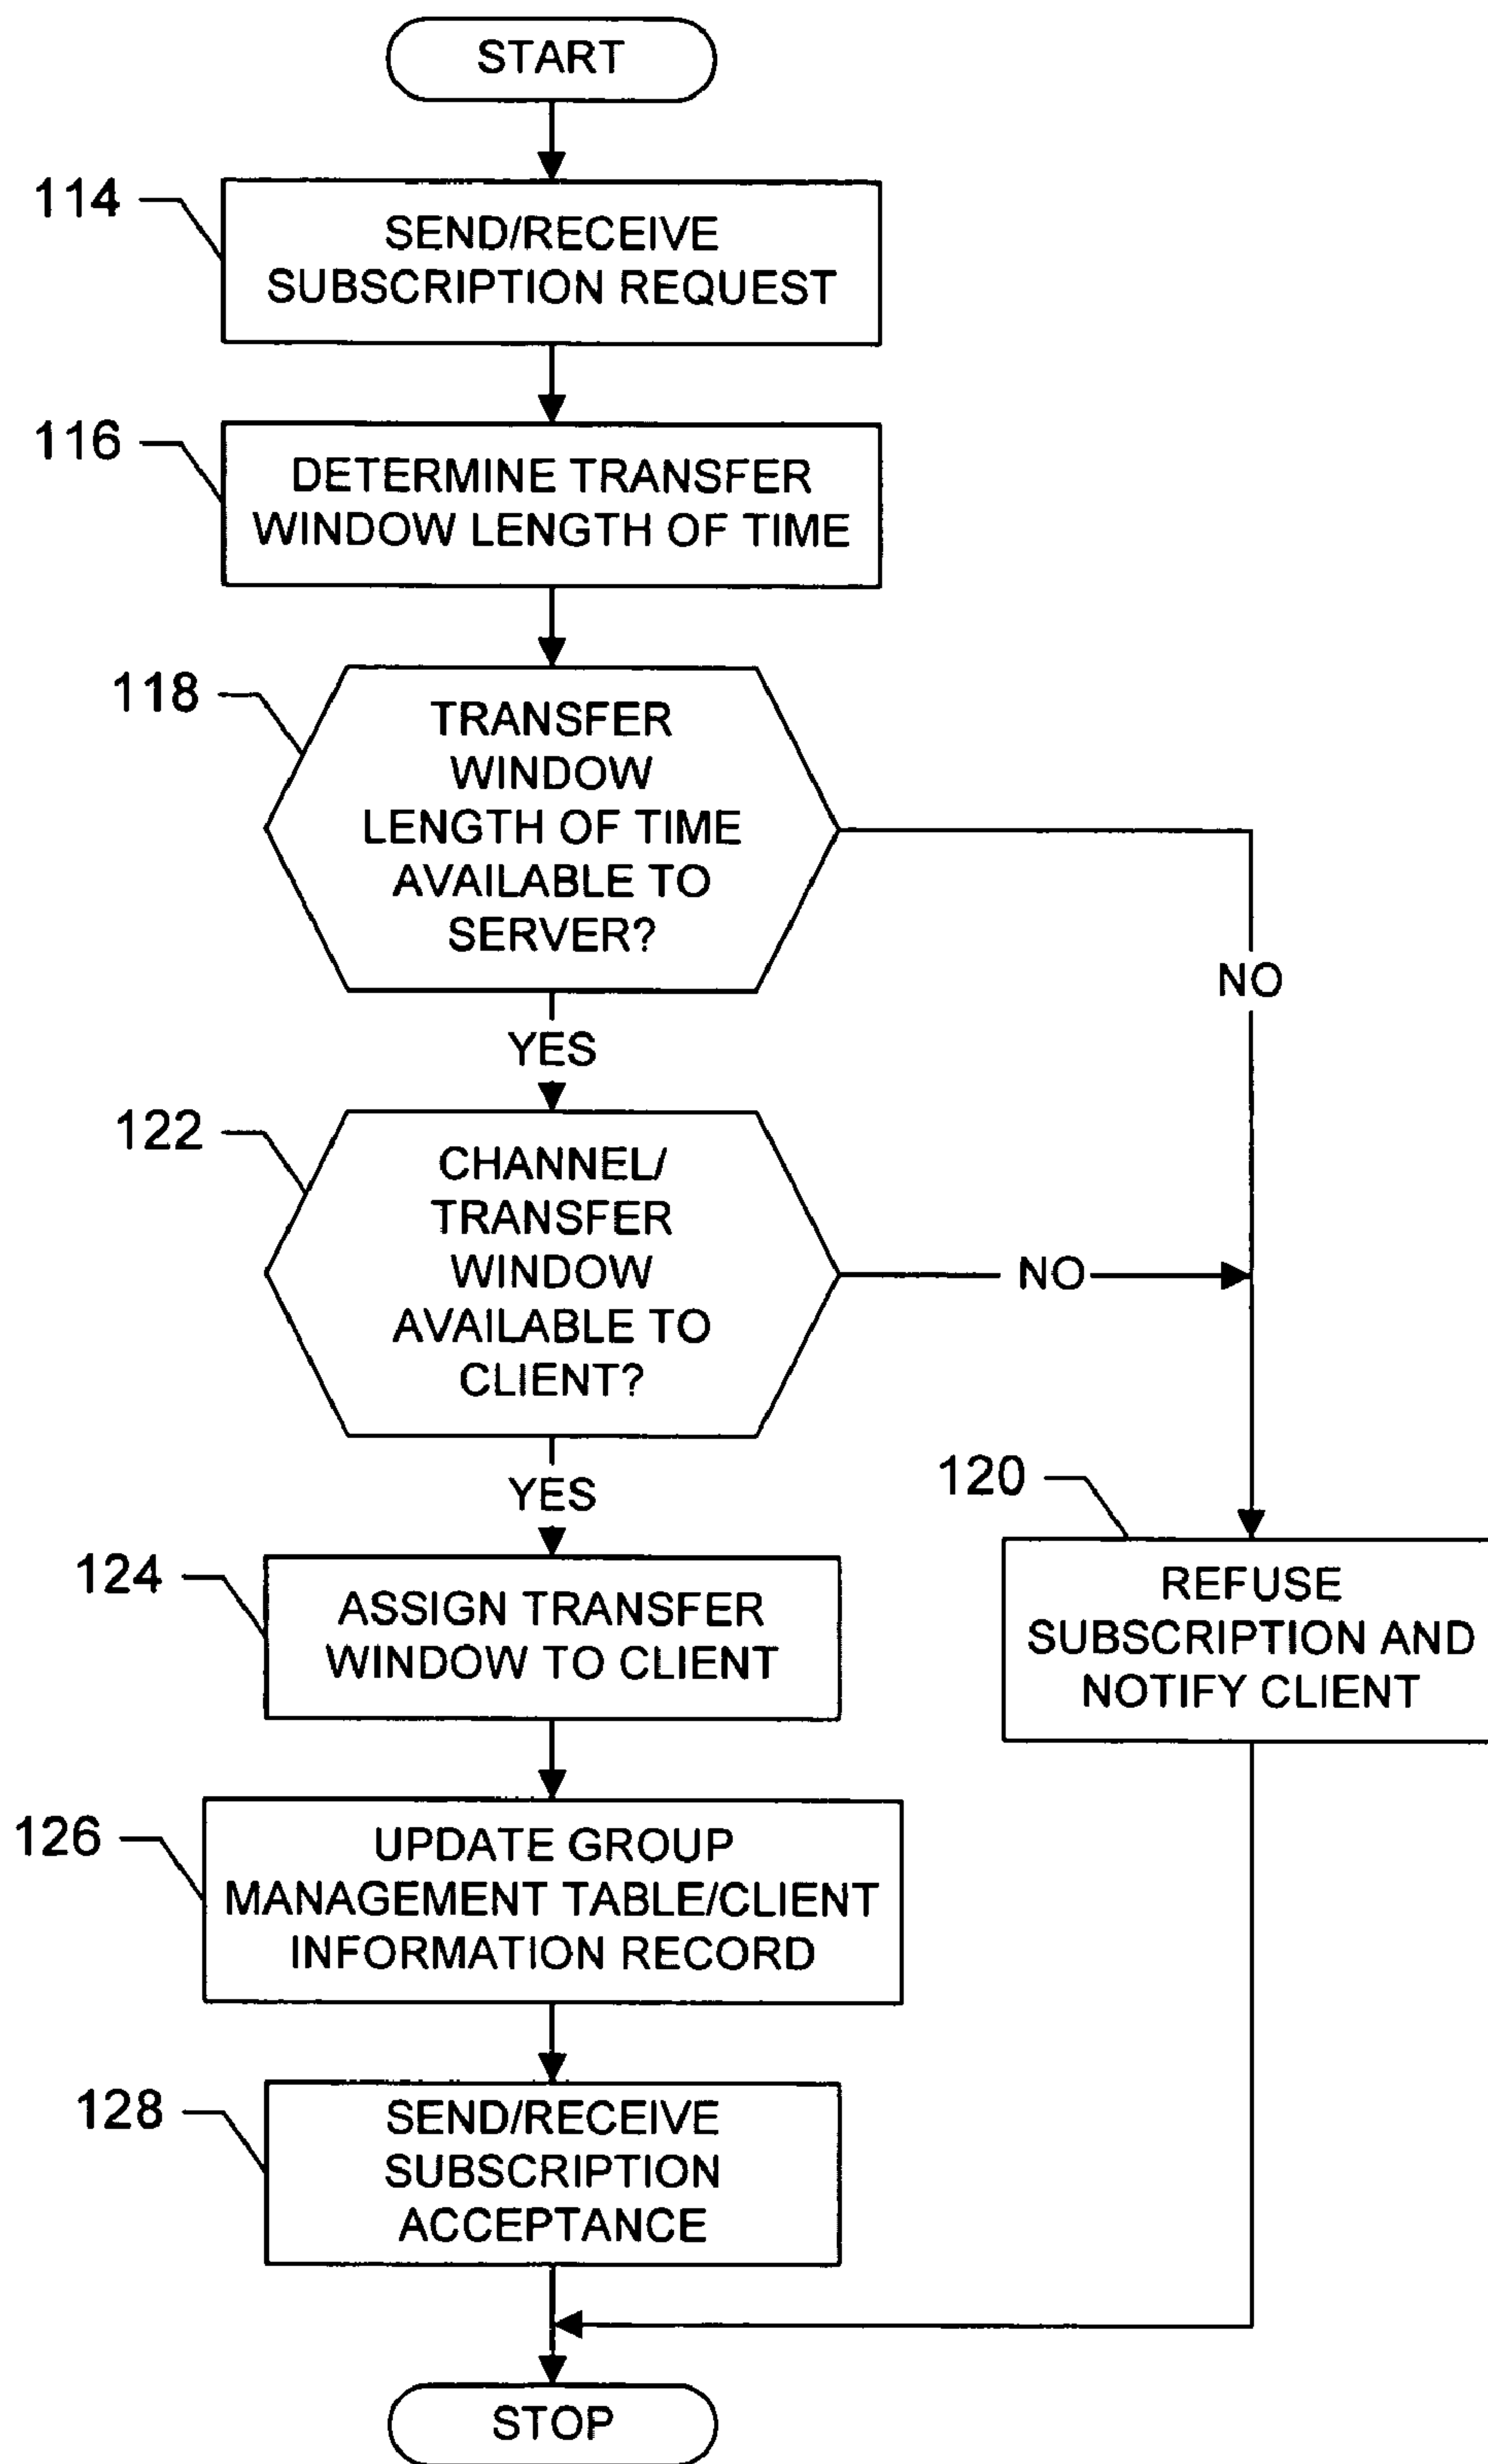 START
114
SEND/RECEIVE
SUBSCRIPTION REQUEST
116
DETERMINE TRANSFER
WINDOW LENGTH OF TIME
118
TRANSFER
WINDOW
LENGTH OF TIME
AVAILABLE TO
SERVER?
NO
YES
122
CHANNEL/
TRANSFER
WINDOW
AVAILABLE TO
CLIENT?
NO
YES
120
REFUSE
SUBSCRIPTION AND
NOTIFY CLIENT
124
ASSIGN TRANSFER
WINDOW TO CLIENT
126
UPDATE GROUP
MANAGEMENT TABLE/CLIENT
INFORMATION RECORD
128
SEND/RECEIVE
SUBSCRIPTION
ACCEPTANCE
STOP